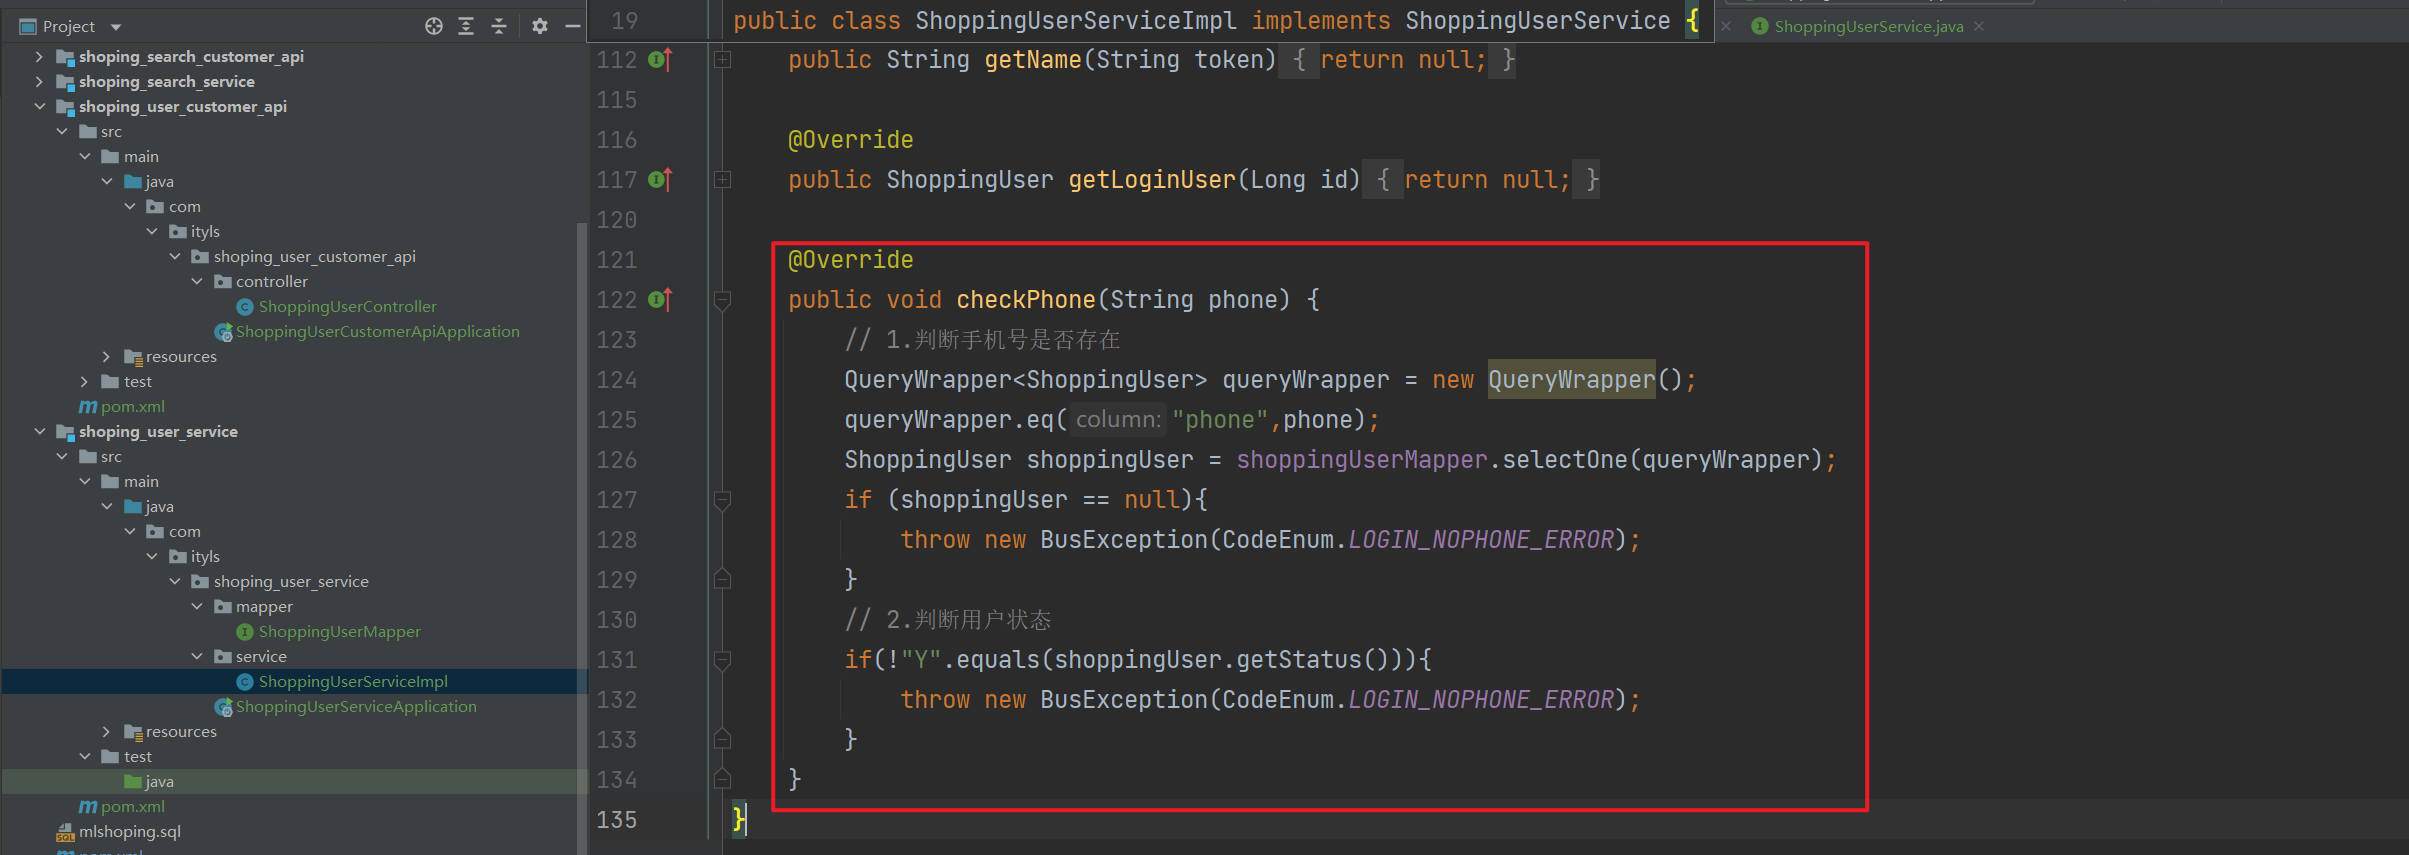 Project
shoping_search_customer_api
shoping_search_service
shoping_user_customer_api
src
main
java
com
ityls
shoping_user_customer_api
controller
ShoppingUserController
ShoppingUserCustomerApiApplication
resources
test
pom.xml
shoping_user_service
src
main
java
com
ityls
shoping_user_service
mapper
ShoppingUserMapper
service
ShoppingUserServiceImpl
ShoppingUserServiceApplication
resources
test
java
pom.xml
mlshoping.sql
ShoppingUserService.java
19 public class ShoppingUserServiceImpl implements ShoppingUserService {
112 public String getName(String token) { return null; }
115
116 @Override
117 public ShoppingUser getLoginUser(Long id) { return null; }
120
121 @Override
122 public void checkPhone(String phone) {
123 // 1.判断手机号是否存在
124 QueryWrapper<ShoppingUser> queryWrapper = new QueryWrapper();
125 queryWrapper.eq( column: "phone",phone);
126 ShoppingUser shoppingUser = shoppingUserMapper.selectOne(queryWrapper);
127 if (shoppingUser == null){
128 throw new BusException(CodeEnum.LOGIN_NOPHONE_ERROR);
129 }
130 // 2.判断用户状态
131 if(!"Y".equals(shoppingUser.getStatus())){
132 throw new BusException(CodeEnum.LOGIN_NOPHONE_ERROR);
133 }
134 }
135 }